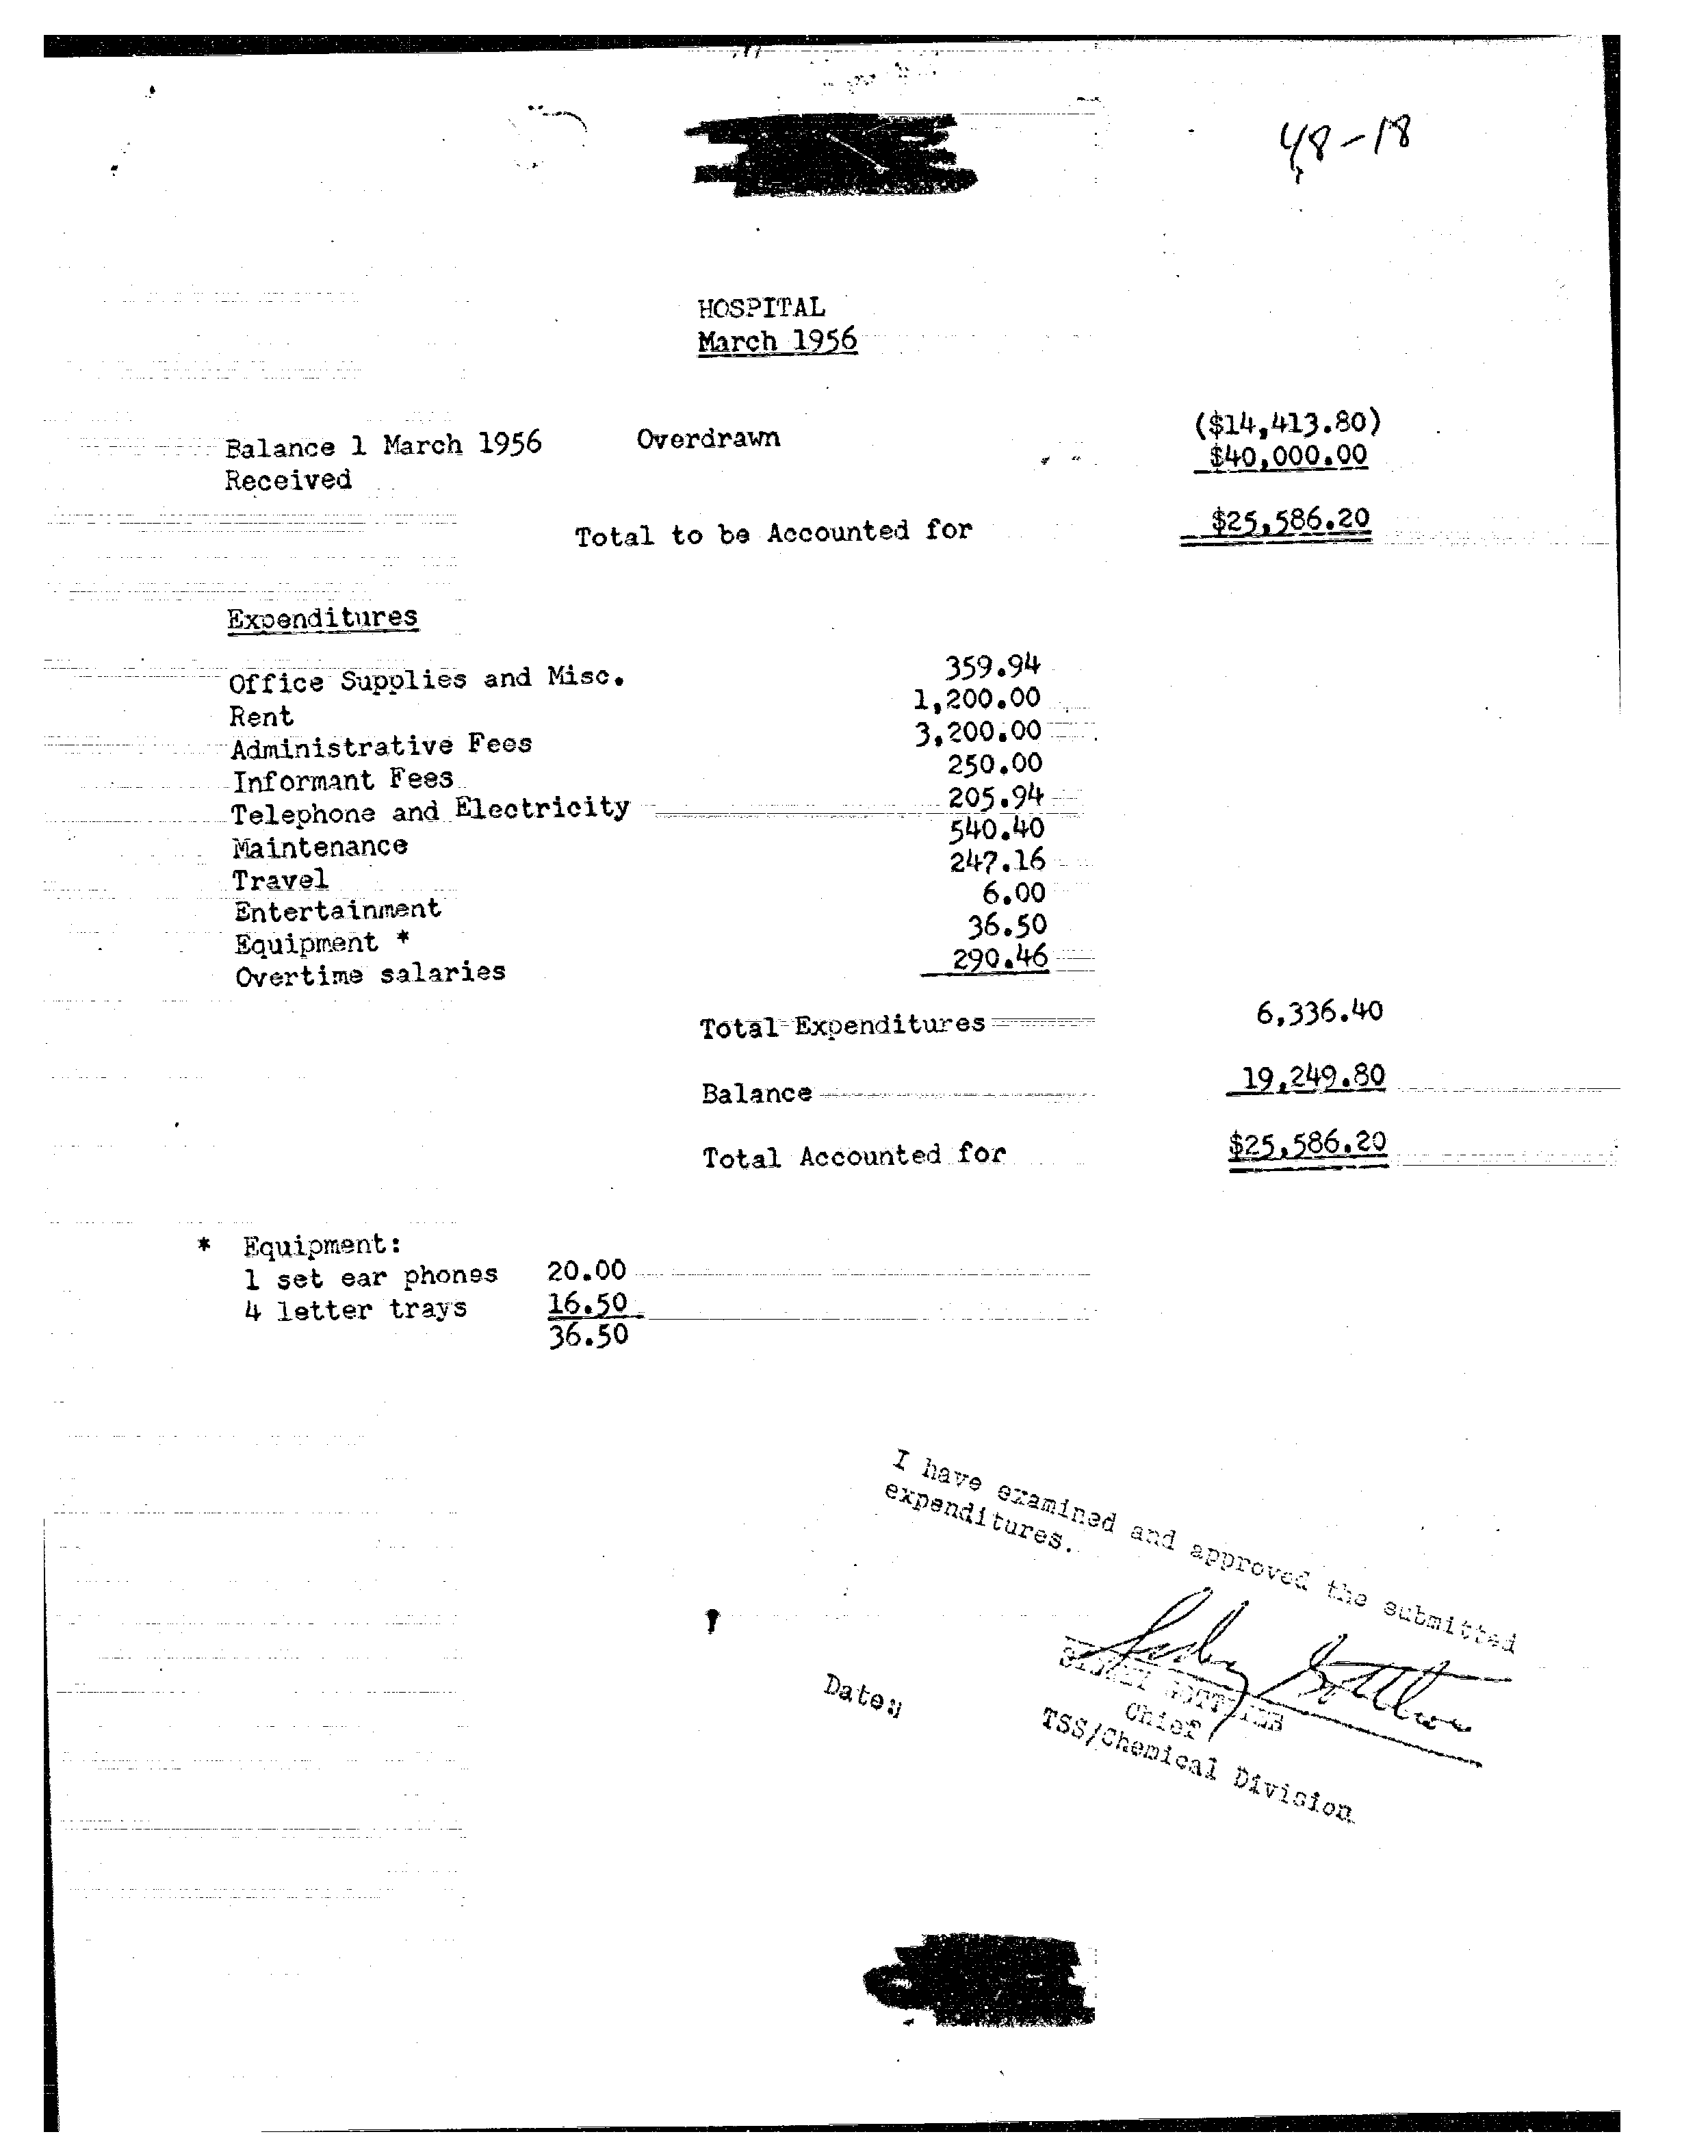 48-18
HOSPITAL
March 1956
Balance 1 March 1956 Overdrawn ($14,413.80)
Received $40,000.00
Total to be Accounted for $25,586.20
Expenditures
Office Supplies and Misc. 359.94
Rent 1,200.00
Administrative Fees 3,200.00
Informant Fees 250.00
Telephone and Electricity 205.94
Maintenance 540.40
Travel 247.16
Entertainment 6.00
Equipment * 36.50
Overtime salaries 290.46
Total Expenditures 6,336.40
Balance 19,249.80
Total Accounted for $25,586.20
* Equipment:
1 set ear phones 20.00
4 letter trays 16.50
36.50
I have examined and approved the submitted
expenditures.
Sidney Gottlieb
SIDNEY GOTTLIEB
Date:
Chief
TSS/Chemical Division